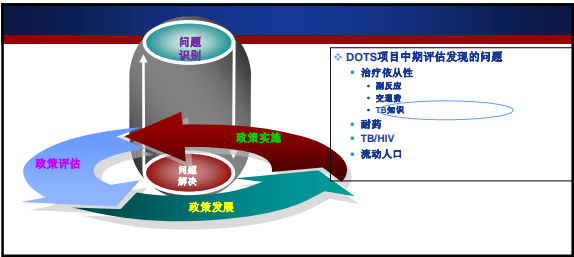 问题
识别
DOTS项目中期评估发现的问题
治疗依从性
副反应
交通费
TB知识
耐药
TB/HIV
流动人口
政策实施
政策评估
问题
解决
政策发展